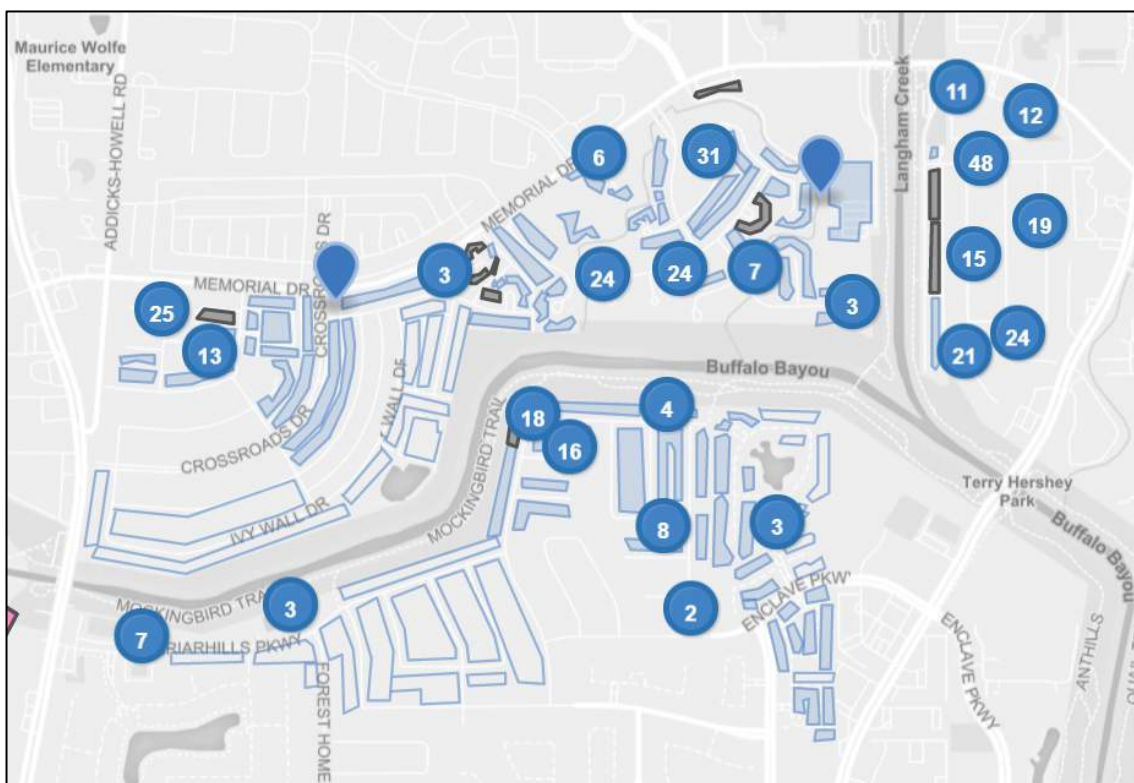 Maurice Wolfe
Elementary
ADDICKS-HOWELL RD
MEMORIAL DR
CROSSROADS DR
MEMORIAL DR
Langham Creek
11
12
6
31
48
19
3
24
24
7
15
3
25
13
21
24
Buffalo Bayou
CROSSROADS DR
MOCKINGBIRD TRAIL
18
4
16
IVY WALL DR
8
3
Terry Hershey
Park
Buffalo Bayou
MOCKINGBIRD
3
2
ENCLAVE
7
PKWY
FOREST HOME
ENCLAVE PKWY
ANTHILLS